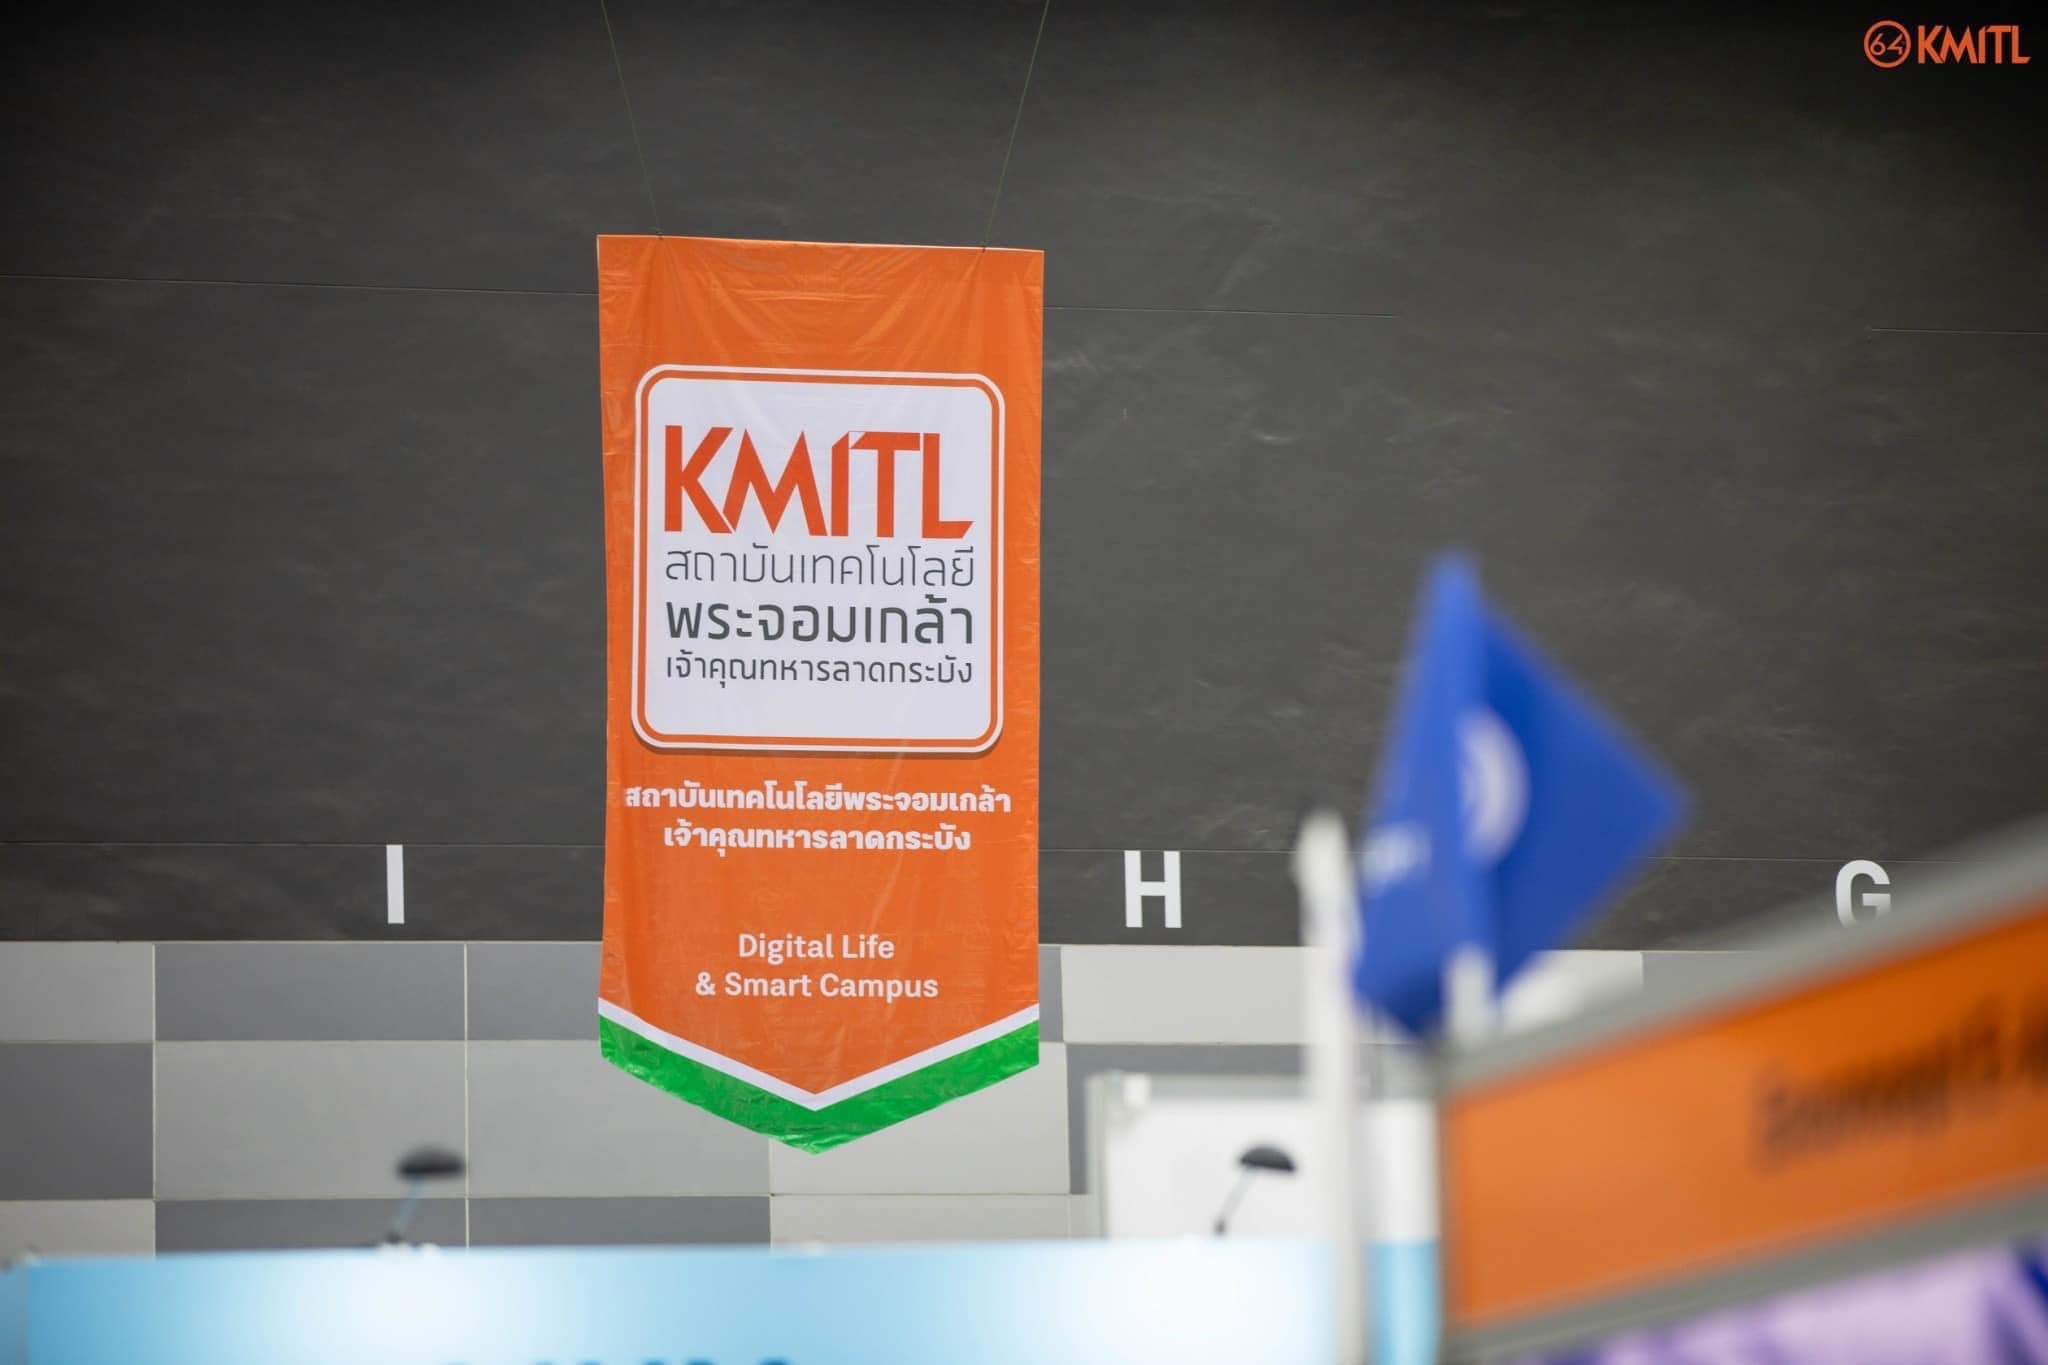 64 KMITL
KMITL
สถาบันเทคโนโลยี
พระจอมเกล้า
เจ้าคุณทหารลาดกระบัง
สถาบันเทคโนโลยีพระจอมเกล้า
เจ้าคุณทหารลาดกระบัง
I
H
G
Digital Life
& Smart Campus